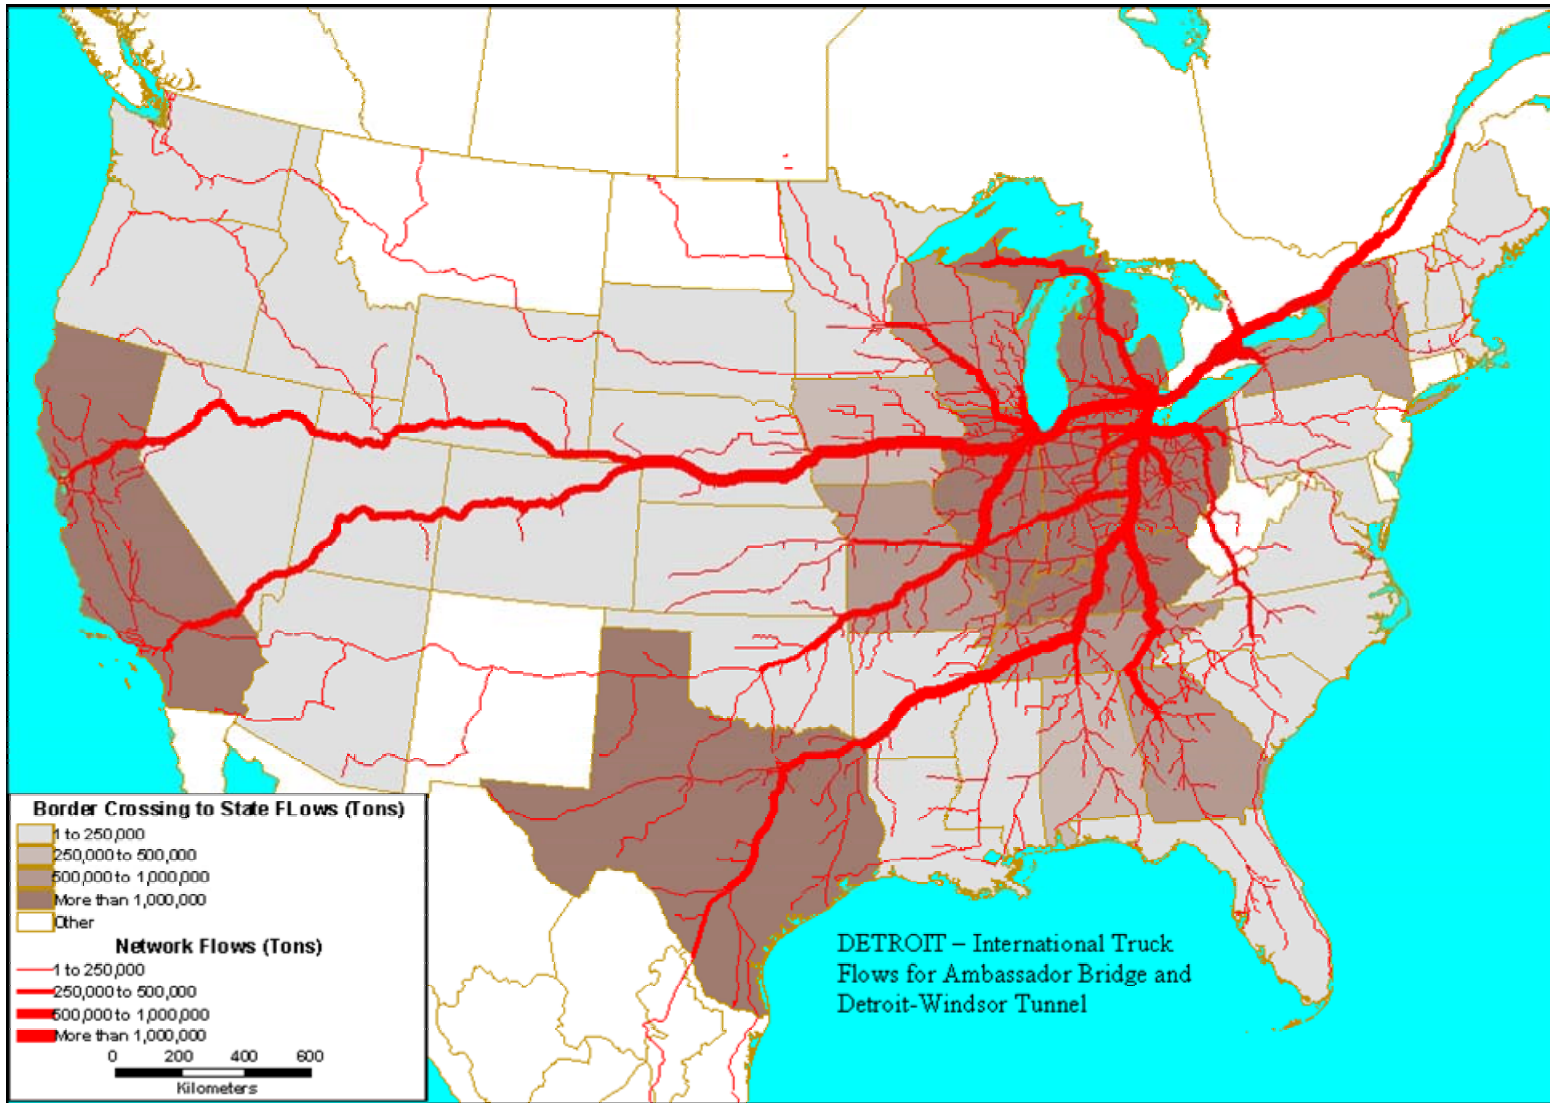 Border Crossing to State FLows (Tons)
1 to 250,000
250,000 to 500,000
500,000 to 1,000,000
More than 1,000,000
Other
Network Flows (Tons)
1 to 250,000
250,000 to 500,000
500,000 to 1,000,000
More than 1,000,000
0 200 400 600
Kilometers
DETROIT – International Truck
Flows for Ambassador Bridge and
Detroit-Windsor Tunnel